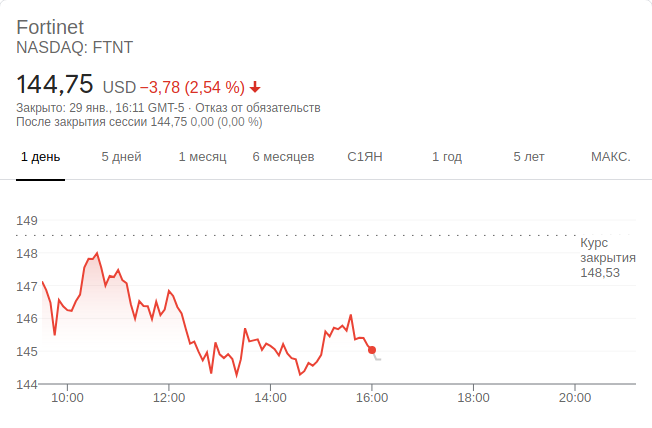 Fortinet
NASDAQ: FTNT
144,75 USD −3,78 (2,54 %)
Закрыто: 29 янв., 16:11 GMT-5 · Отказ от обязательств
После закрытия сессии 144,75 0,00 (0,00 %)
1 день 5 дней 1 месяц 6 месяцев С1ЯН 1 год 5 лет МАКС.
149
Курс
148
закрытия
148,53
147
146
145
144
10:00 12:00 14:00 16:00 18:00 20:00